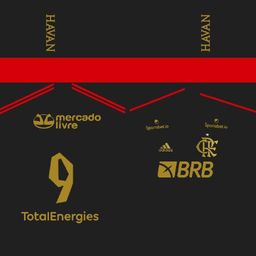 HAVAN
HAVAN
mercado
livre
Sportsbet.io
Sportsbet.io
adidas
CRF
BRB
9
TotalEnergies